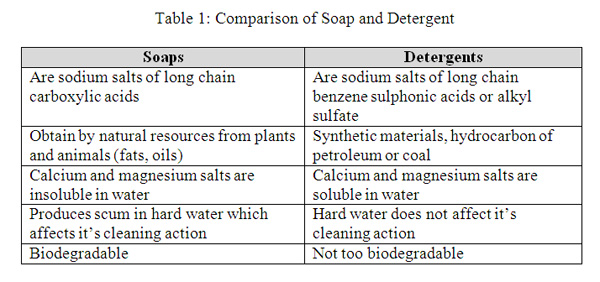 Table 1: Comparison of Soap and Detergent
Soaps
Detergents
Are sodium salts of long chain
carboxylic acids
Are sodium salts of long chain
benzene sulphonic acids or alkyl
sulfate
Obtain by natural resources from plants
and animals (fats, oils)
Synthetic materials, hydrocarbon of
petroleum or coal
Calcium and magnesium salts are
insoluble in water
Calcium and magnesium salts are
soluble in water
Produces scum in hard water which
affects it's cleaning action
Hard water does not affect it's
cleaning action
Biodegradable
Not too biodegradable